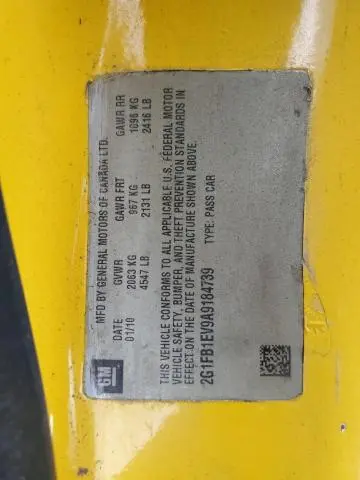 GM
MFD BY GENERAL MOTORS OF CANADA LTD.
DATE GVWR GAWR FRT GAWR RR
01/10 2063 KG 967 KG 1096 KG
4547 LB 2131 LB 2416 LB
THIS VEHICLE CONFORMS TO ALL APPLICABLE U.S. FEDERAL MOTOR
VEHICLE SAFETY, BUMPER, AND THEFT PREVENTION STANDARDS IN
EFFECT ON THE DATE OF MANUFACTURE SHOWN ABOVE.
2G1FB1EV9A9184739 TYPE: PASS CAR